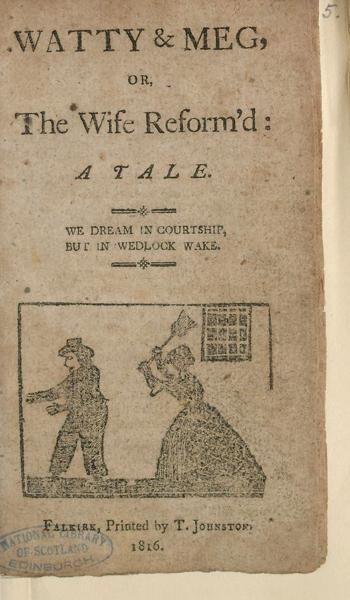 5.
WATTY & MEG,
OR,
The Wife Reform'd:
A TALE.
WE DREAM IN COURTSHIP,
BUT IN WEDLOCK WAKE.
FALKIRK, Printed by T. JOHNSTON.
1816.
NATIONAL LIBRARY
OF SCOTLAND
EDINBURGH